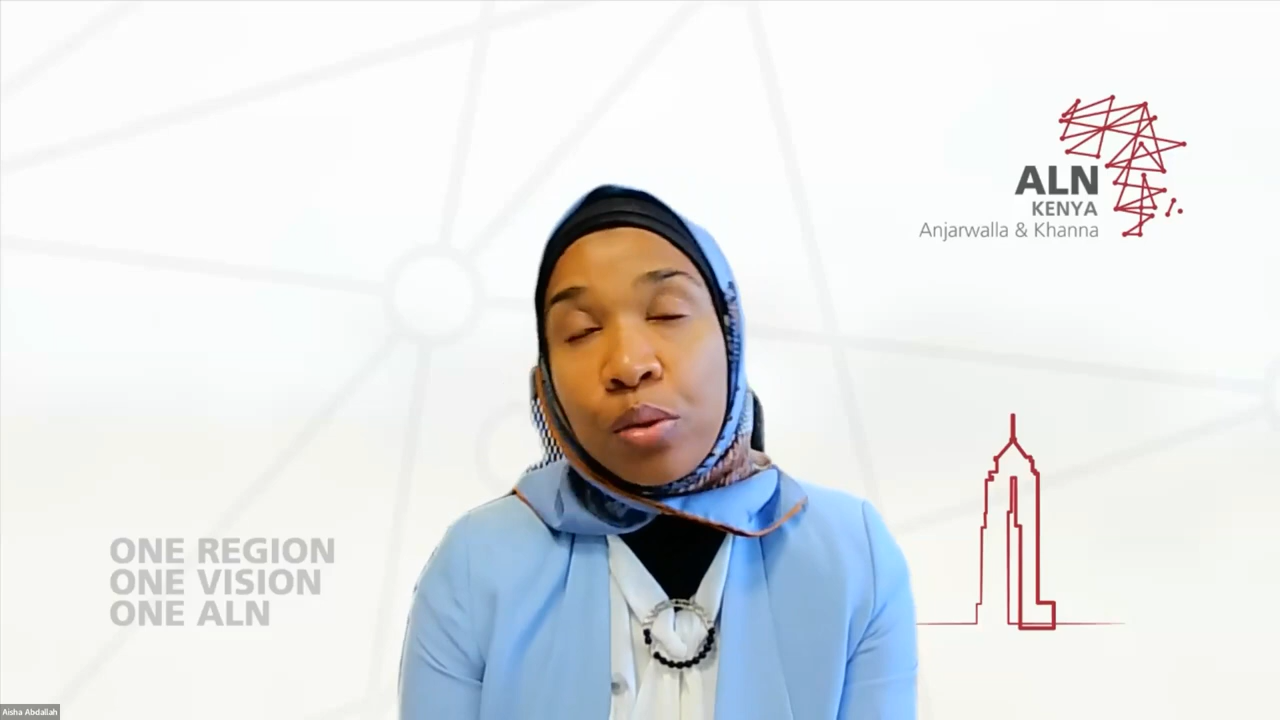 ALN
KENYA
Anjarwalla & Khanna
ONE REGION
ONE VISION
ONE ALN
Aisha Abdallah